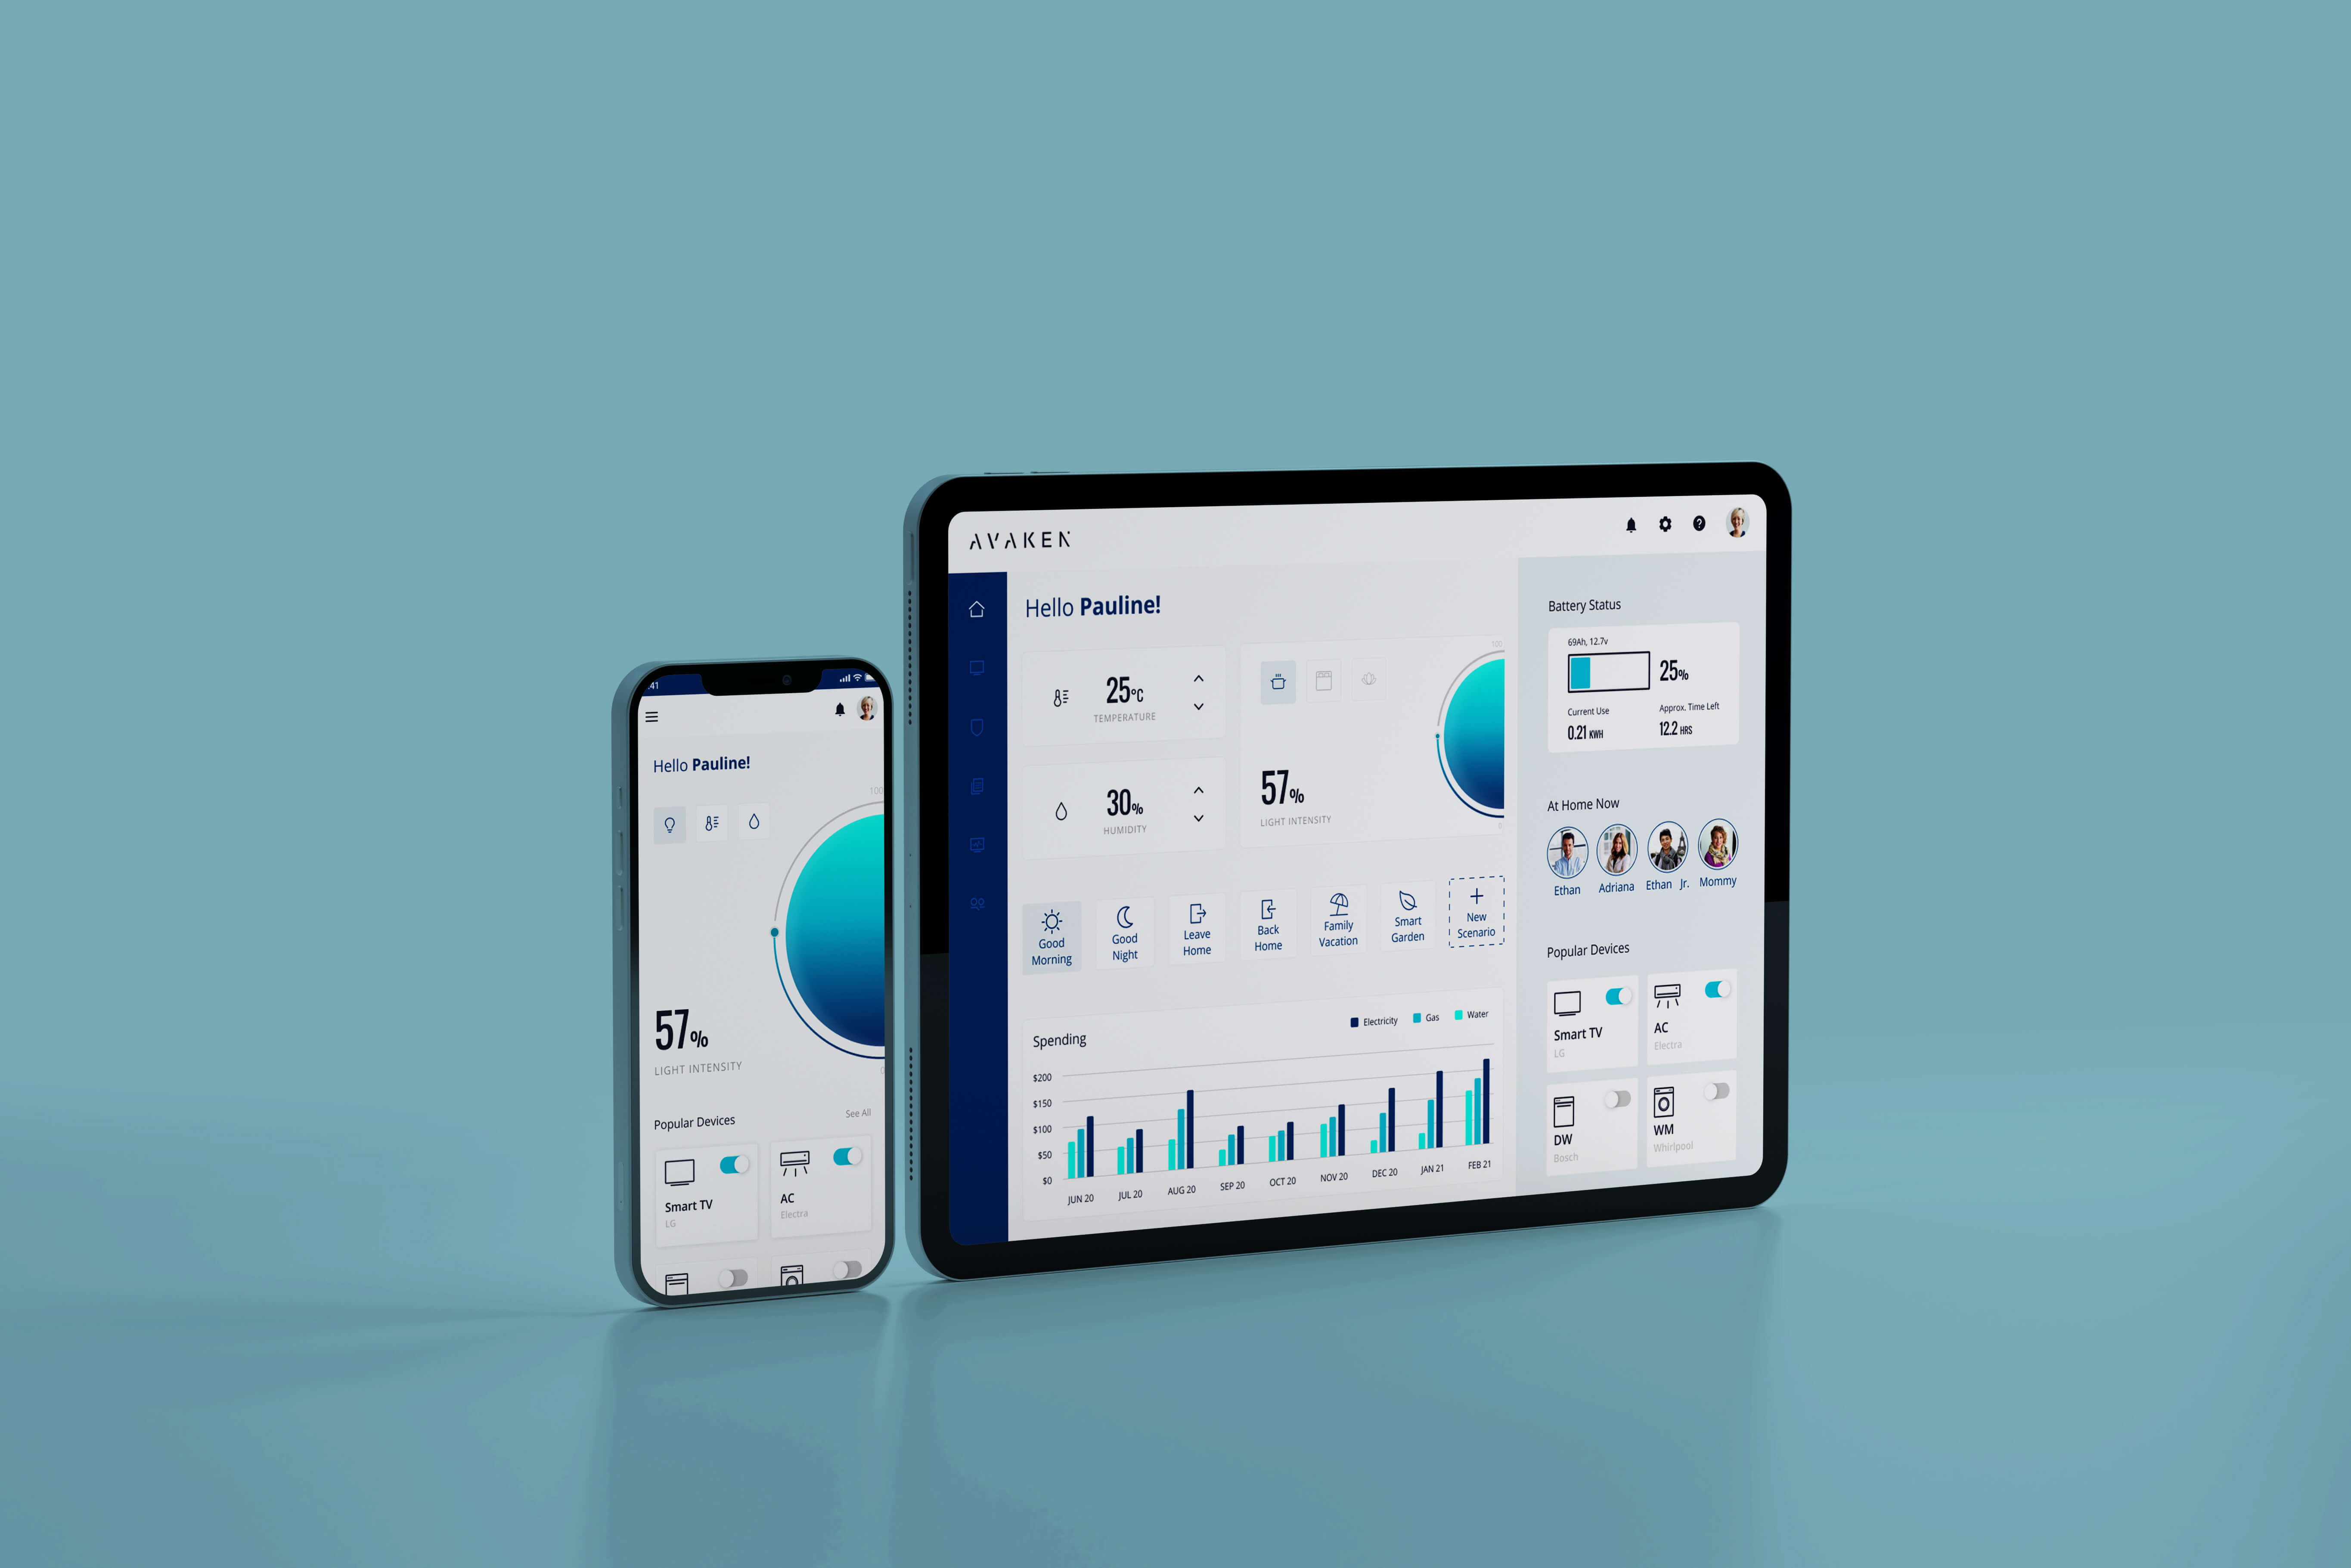 :41
Hello Pauline!
100
57%
LIGHT INTENSITY
0
Popular Devices
See All
Smart TV
LG
AC
Electra
AVAKEN
Hello Pauline!
25°C
TEMPERATURE
30%
HUMIDITY
100
57%
LIGHT INTENSITY
0
Good
Morning
Good
Night
Leave
Home
Back
Home
Family
Vacation
Smart
Garden
New
Scenario
Spending
Electricity
Gas
Water
$200
$150
$100
$50
$0
JUN 20
JUL 20
AUG 20
SEP 20
OCT 20
NOV 20
DEC 20
JAN 21
FEB 21
Battery Status
69Ah, 12.7v
25%
Current Use
0.21 KWH
Approx. Time Left
12.2 HRS
At Home Now
Ethan
Adriana
Ethan Jr.
Mommy
Popular Devices
Smart TV
LG
AC
Electra
DW
Bosch
WM
Whirlpool